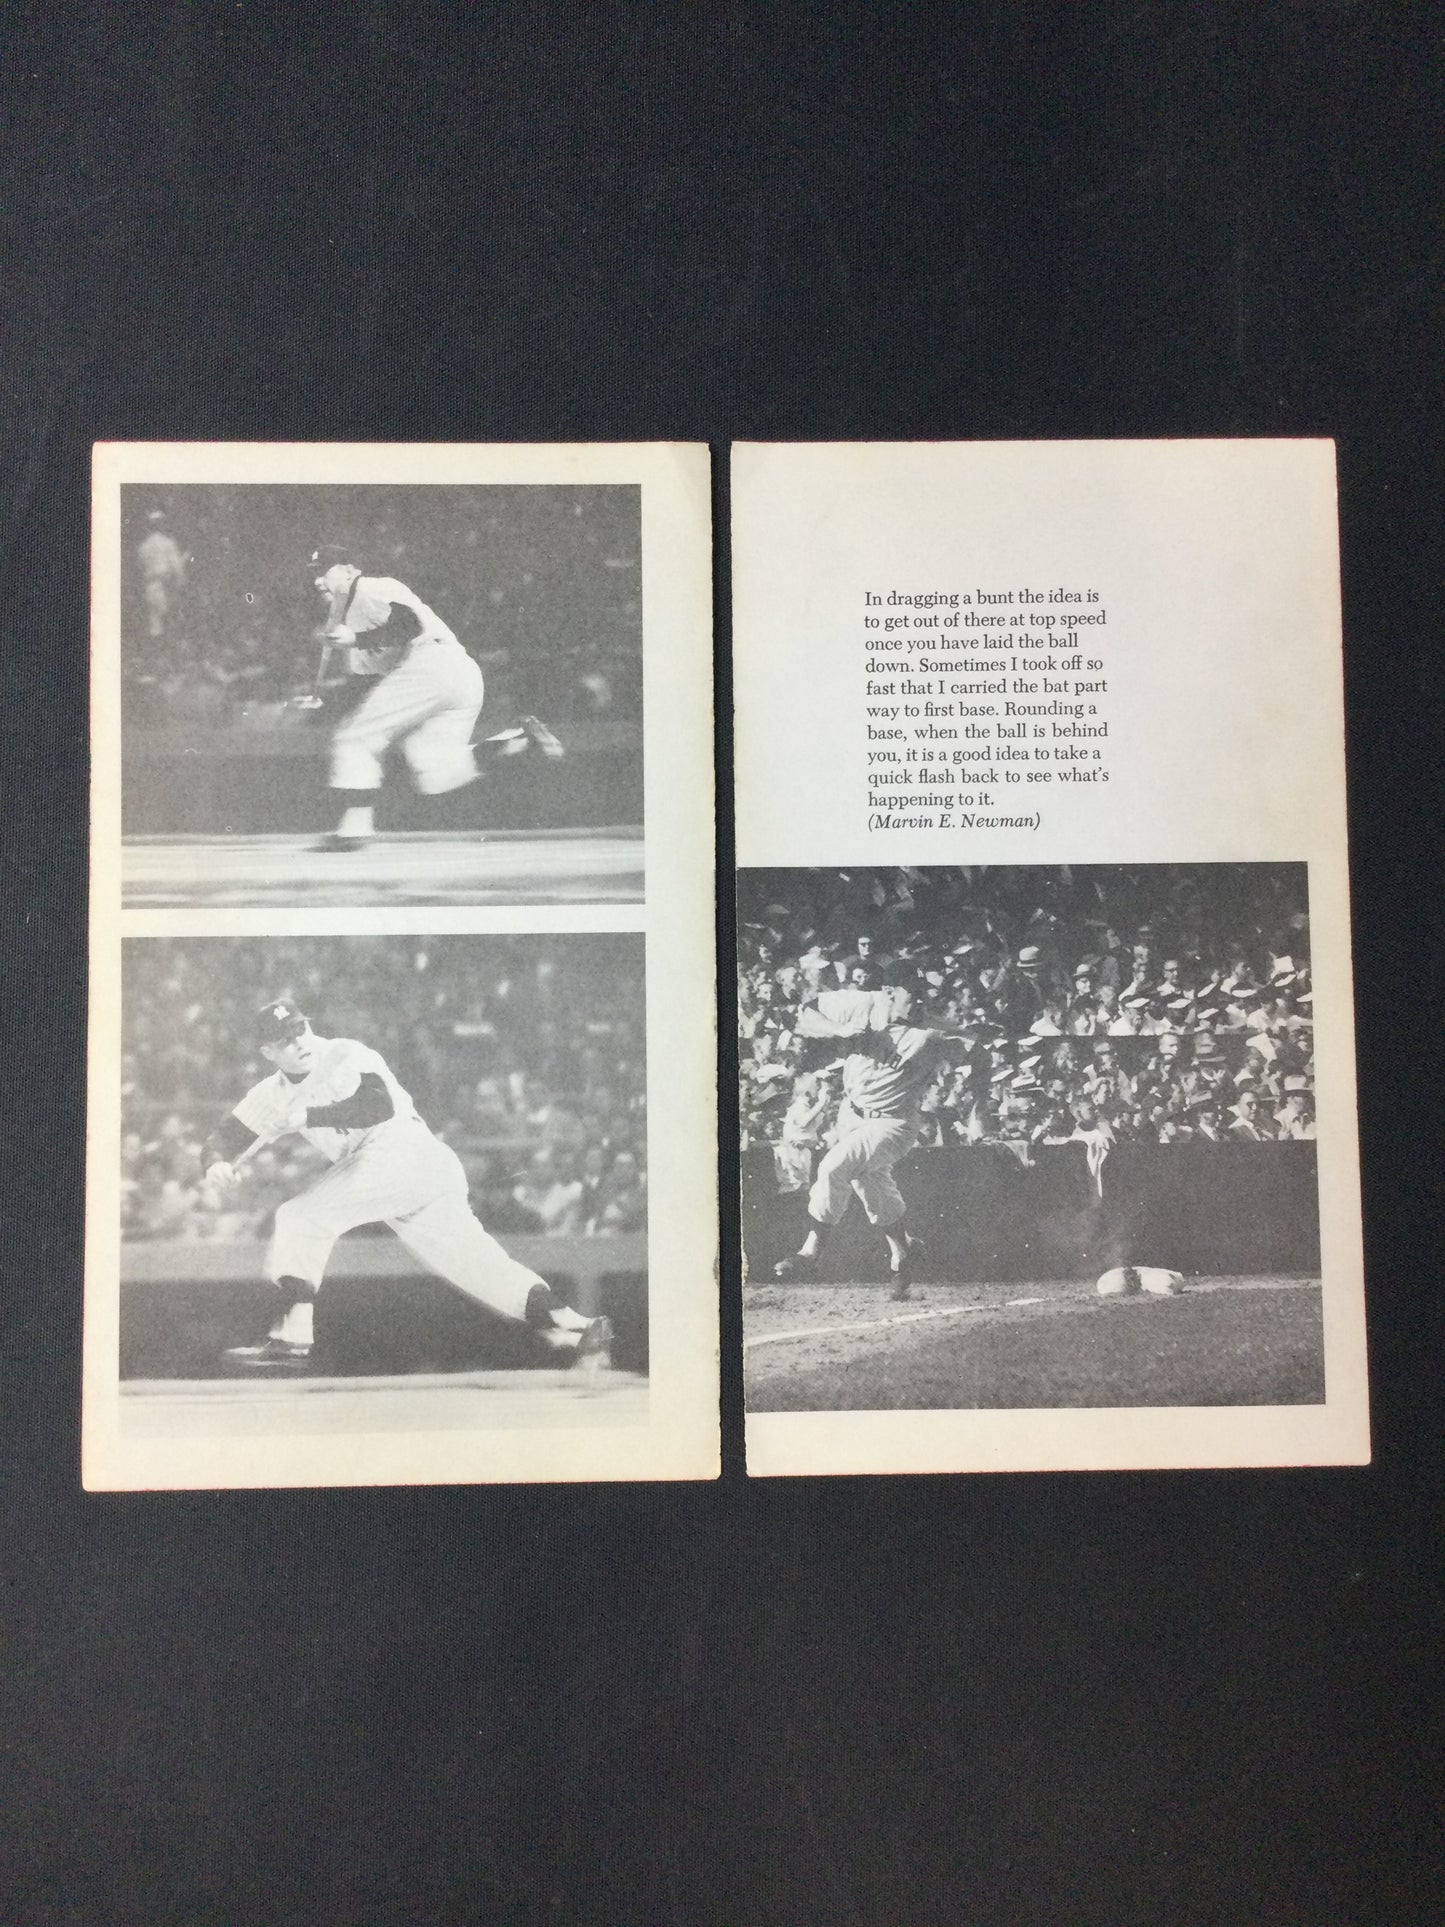 In dragging a bunt the idea is
to get out of there at top speed
once you have laid the ball
down. Sometimes I took off so
fast that I carried the bat part
way to first base. Rounding a
base, when the ball is behind
you, it is a good idea to take a
quick flash back to see what's
happening to it.
(Marvin E. Newman)